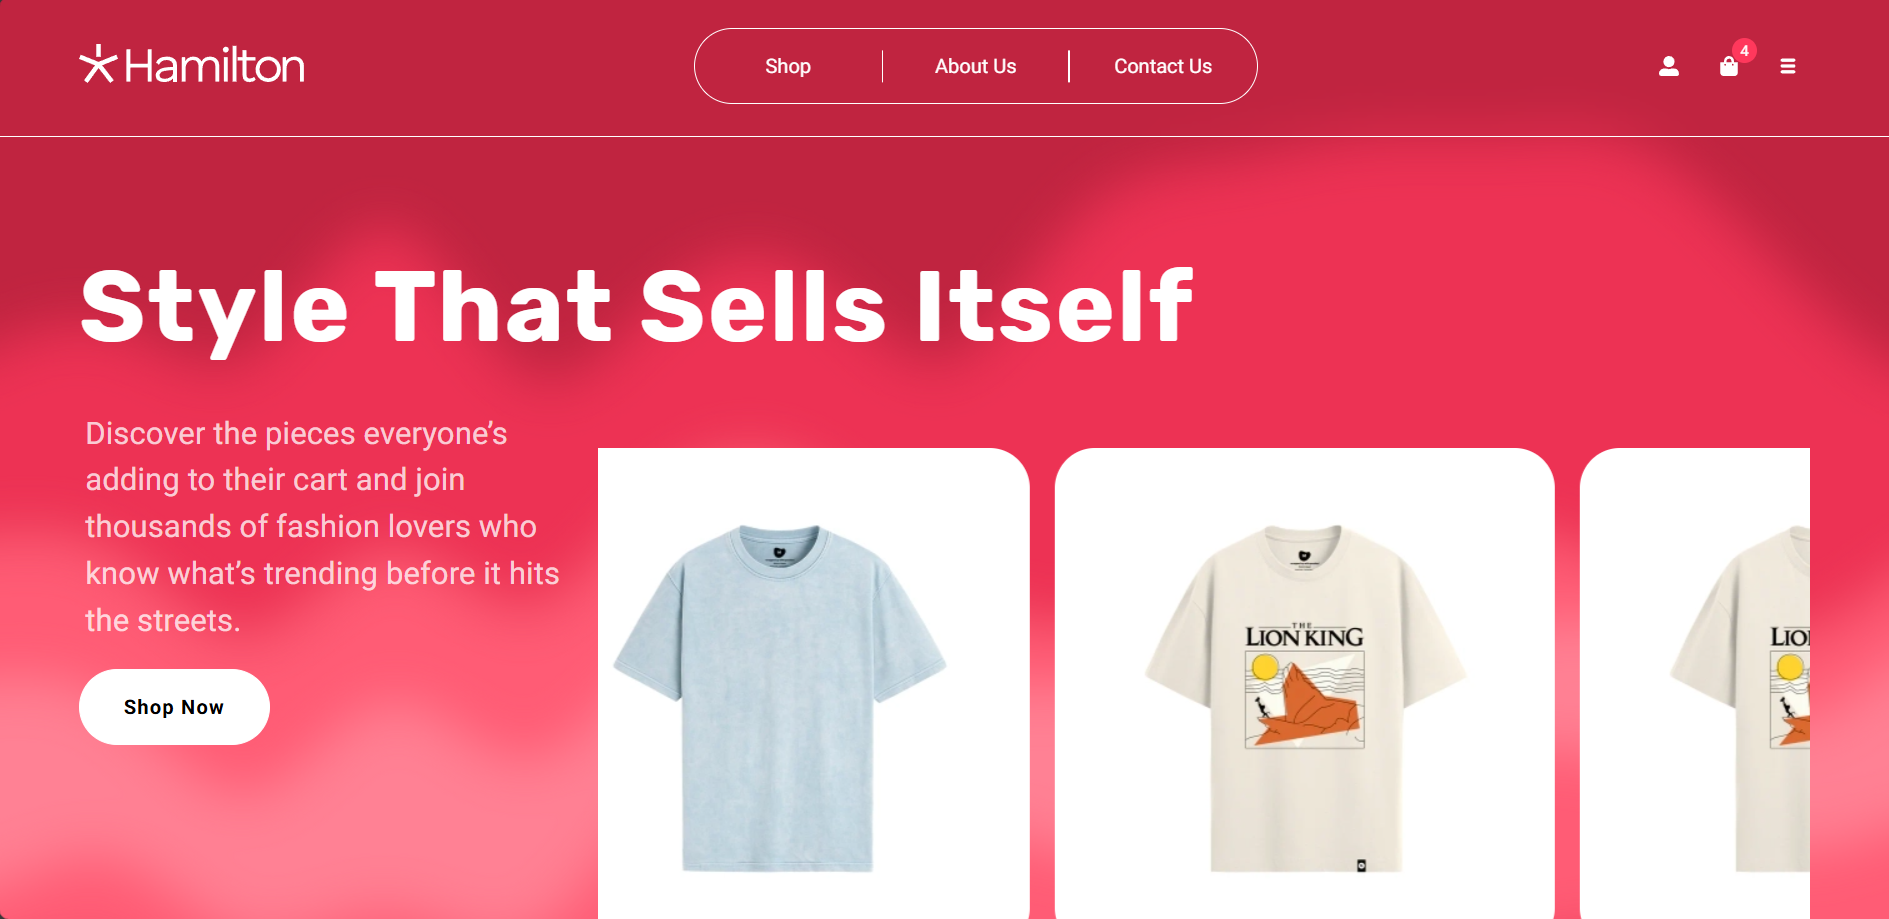 Hamilton
Shop
About Us
Contact Us
4
Style That Sells Itself
Discover the pieces everyone’s
adding to their cart and join
thousands of fashion lovers who
know what’s trending before it hits
the streets.
Shop Now
THE
LION KING
LIO